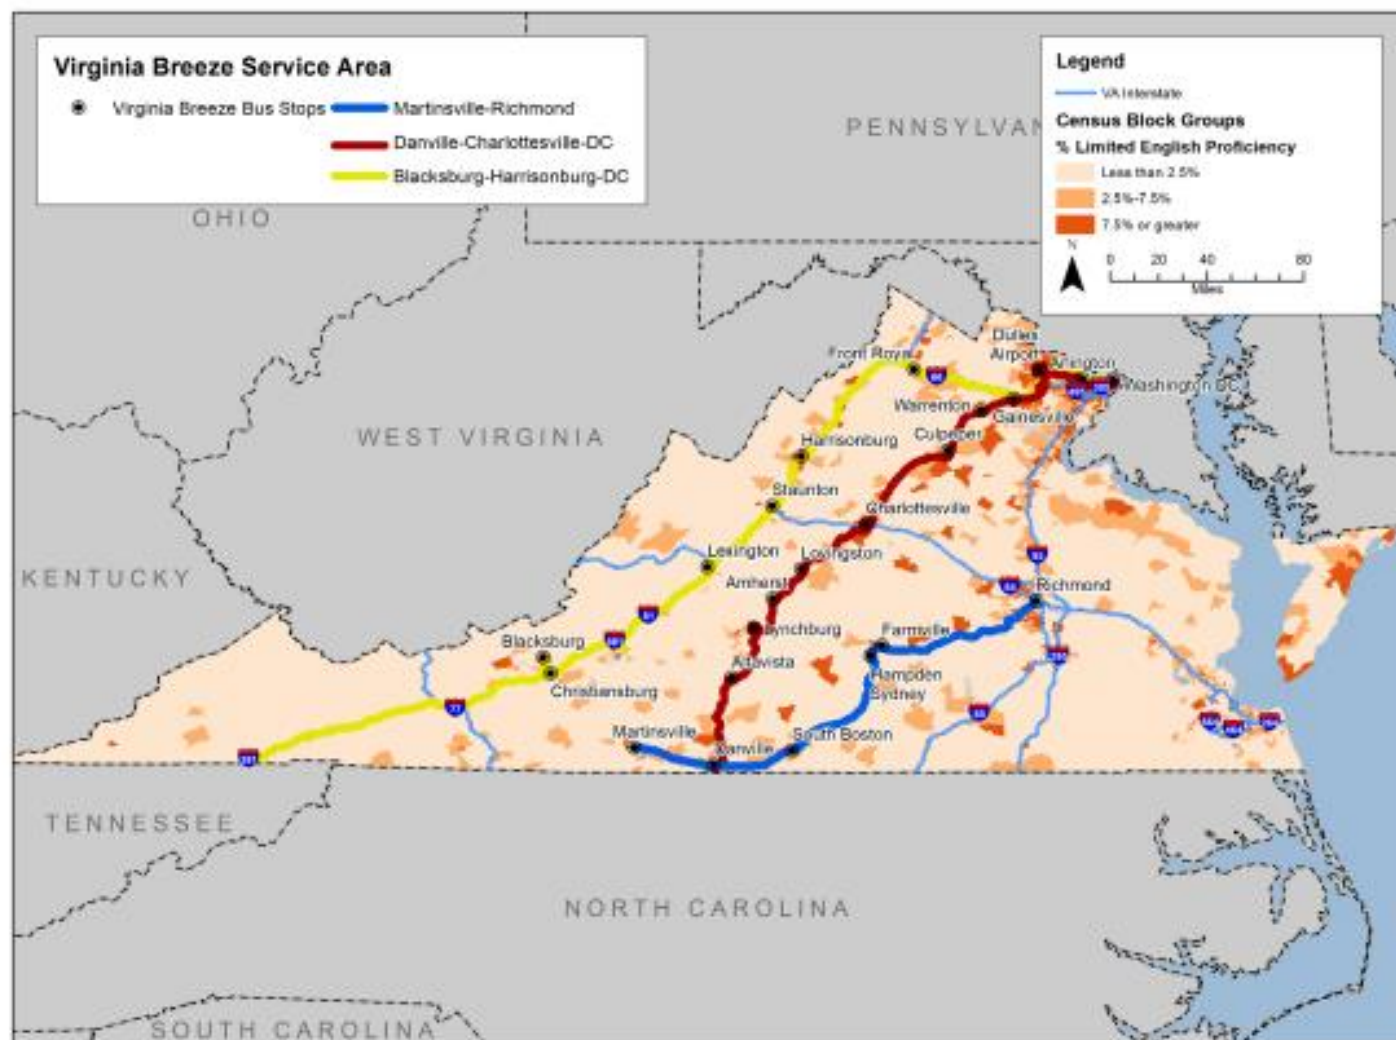 Virginia Breeze Service Area
Virginia Breeze Bus Stops
Martinsville-Richmond
Danville-Charlottesville-DC
Blacksburg-Harrisonburg-DC
Legend
VA Interstate
Census Block Groups
% Limited English Proficiency
Less than 2.5%
2.5%-7.5%
7.5% or greater
N
0 20 40 80
Miles
PENNSYLVAN
OHIO
WEST VIRGINIA
KENTUCKY
TENNESSEE
NORTH CAROLINA
SOUTH CAROLINA
Dulles
Airport
Front Royal
Arlington
Washington DC
Warrenton
Gainesville
Culpeper
Harrisonburg
Staunton
Charlottesville
Lexington
Lovingston
Amherst
Richmond
Lynchburg
Farmville
Blacksburg
Altavista
Hampden
Sydney
Christiansburg
Martinsville
Danville
South Boston
81
77